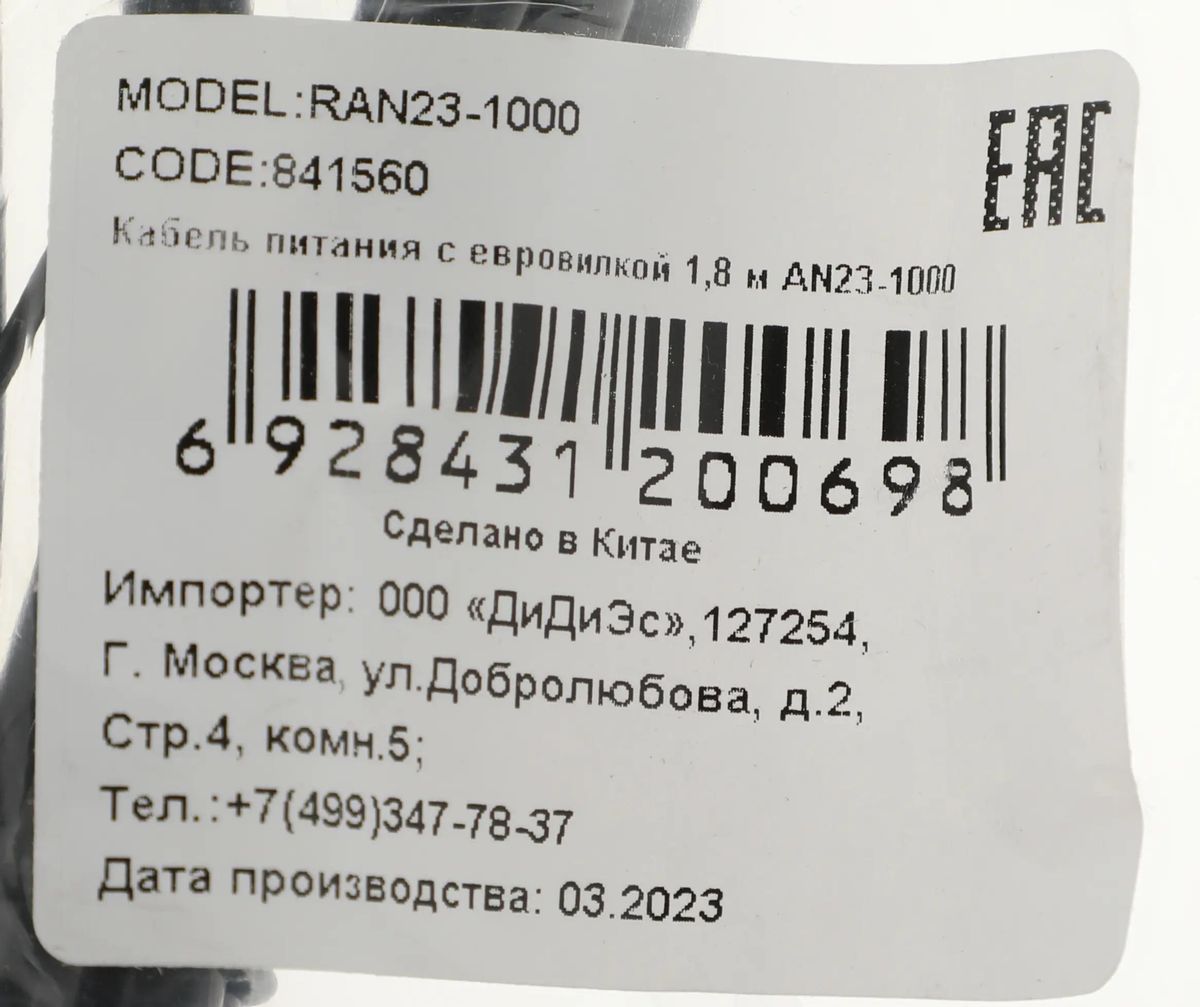 MODEL:RAN23-1000
EAC
CODE:841560
Кабель питания с евровилкой 1,8 м AN23-1000
6 928431 200698
Сделано в Китае
Импортер: ООО «ДиДиЭс»,127254,
Г. Москва, ул.Добролюбова, д.2,
Стр.4, комн.5;
Тел.:+7(499)347-78-37
Дата производства: 03.2023